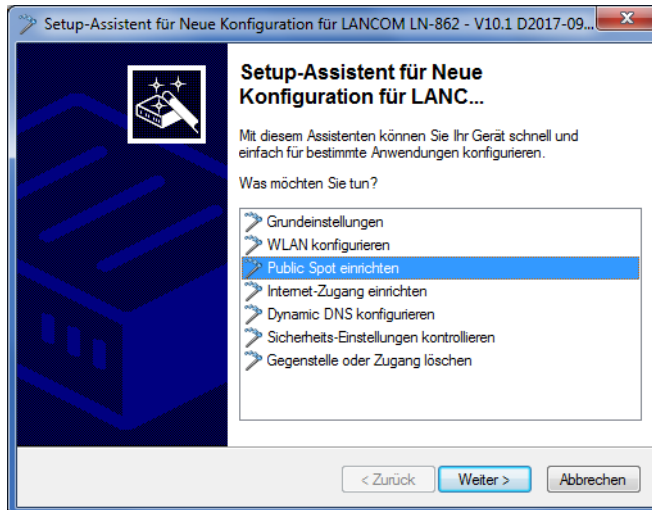 Setup-Assistent für Neue Konfiguration für LANCOM LN-862 - V10.1 D2017-09...
Setup-Assistent für Neue
Konfiguration für LANC...
Mit diesem Assistenten können Sie Ihr Gerät schnell und
einfach für bestimmte Anwendungen konfigurieren.
Was möchten Sie tun?
Grundeinstellungen
WLAN konfigurieren
Public Spot einrichten
Internet-Zugang einrichten
Dynamic DNS konfigurieren
Sicherheits-Einstellungen kontrollieren
Gegenstelle oder Zugang löschen
< Zurück Weiter > Abbrechen